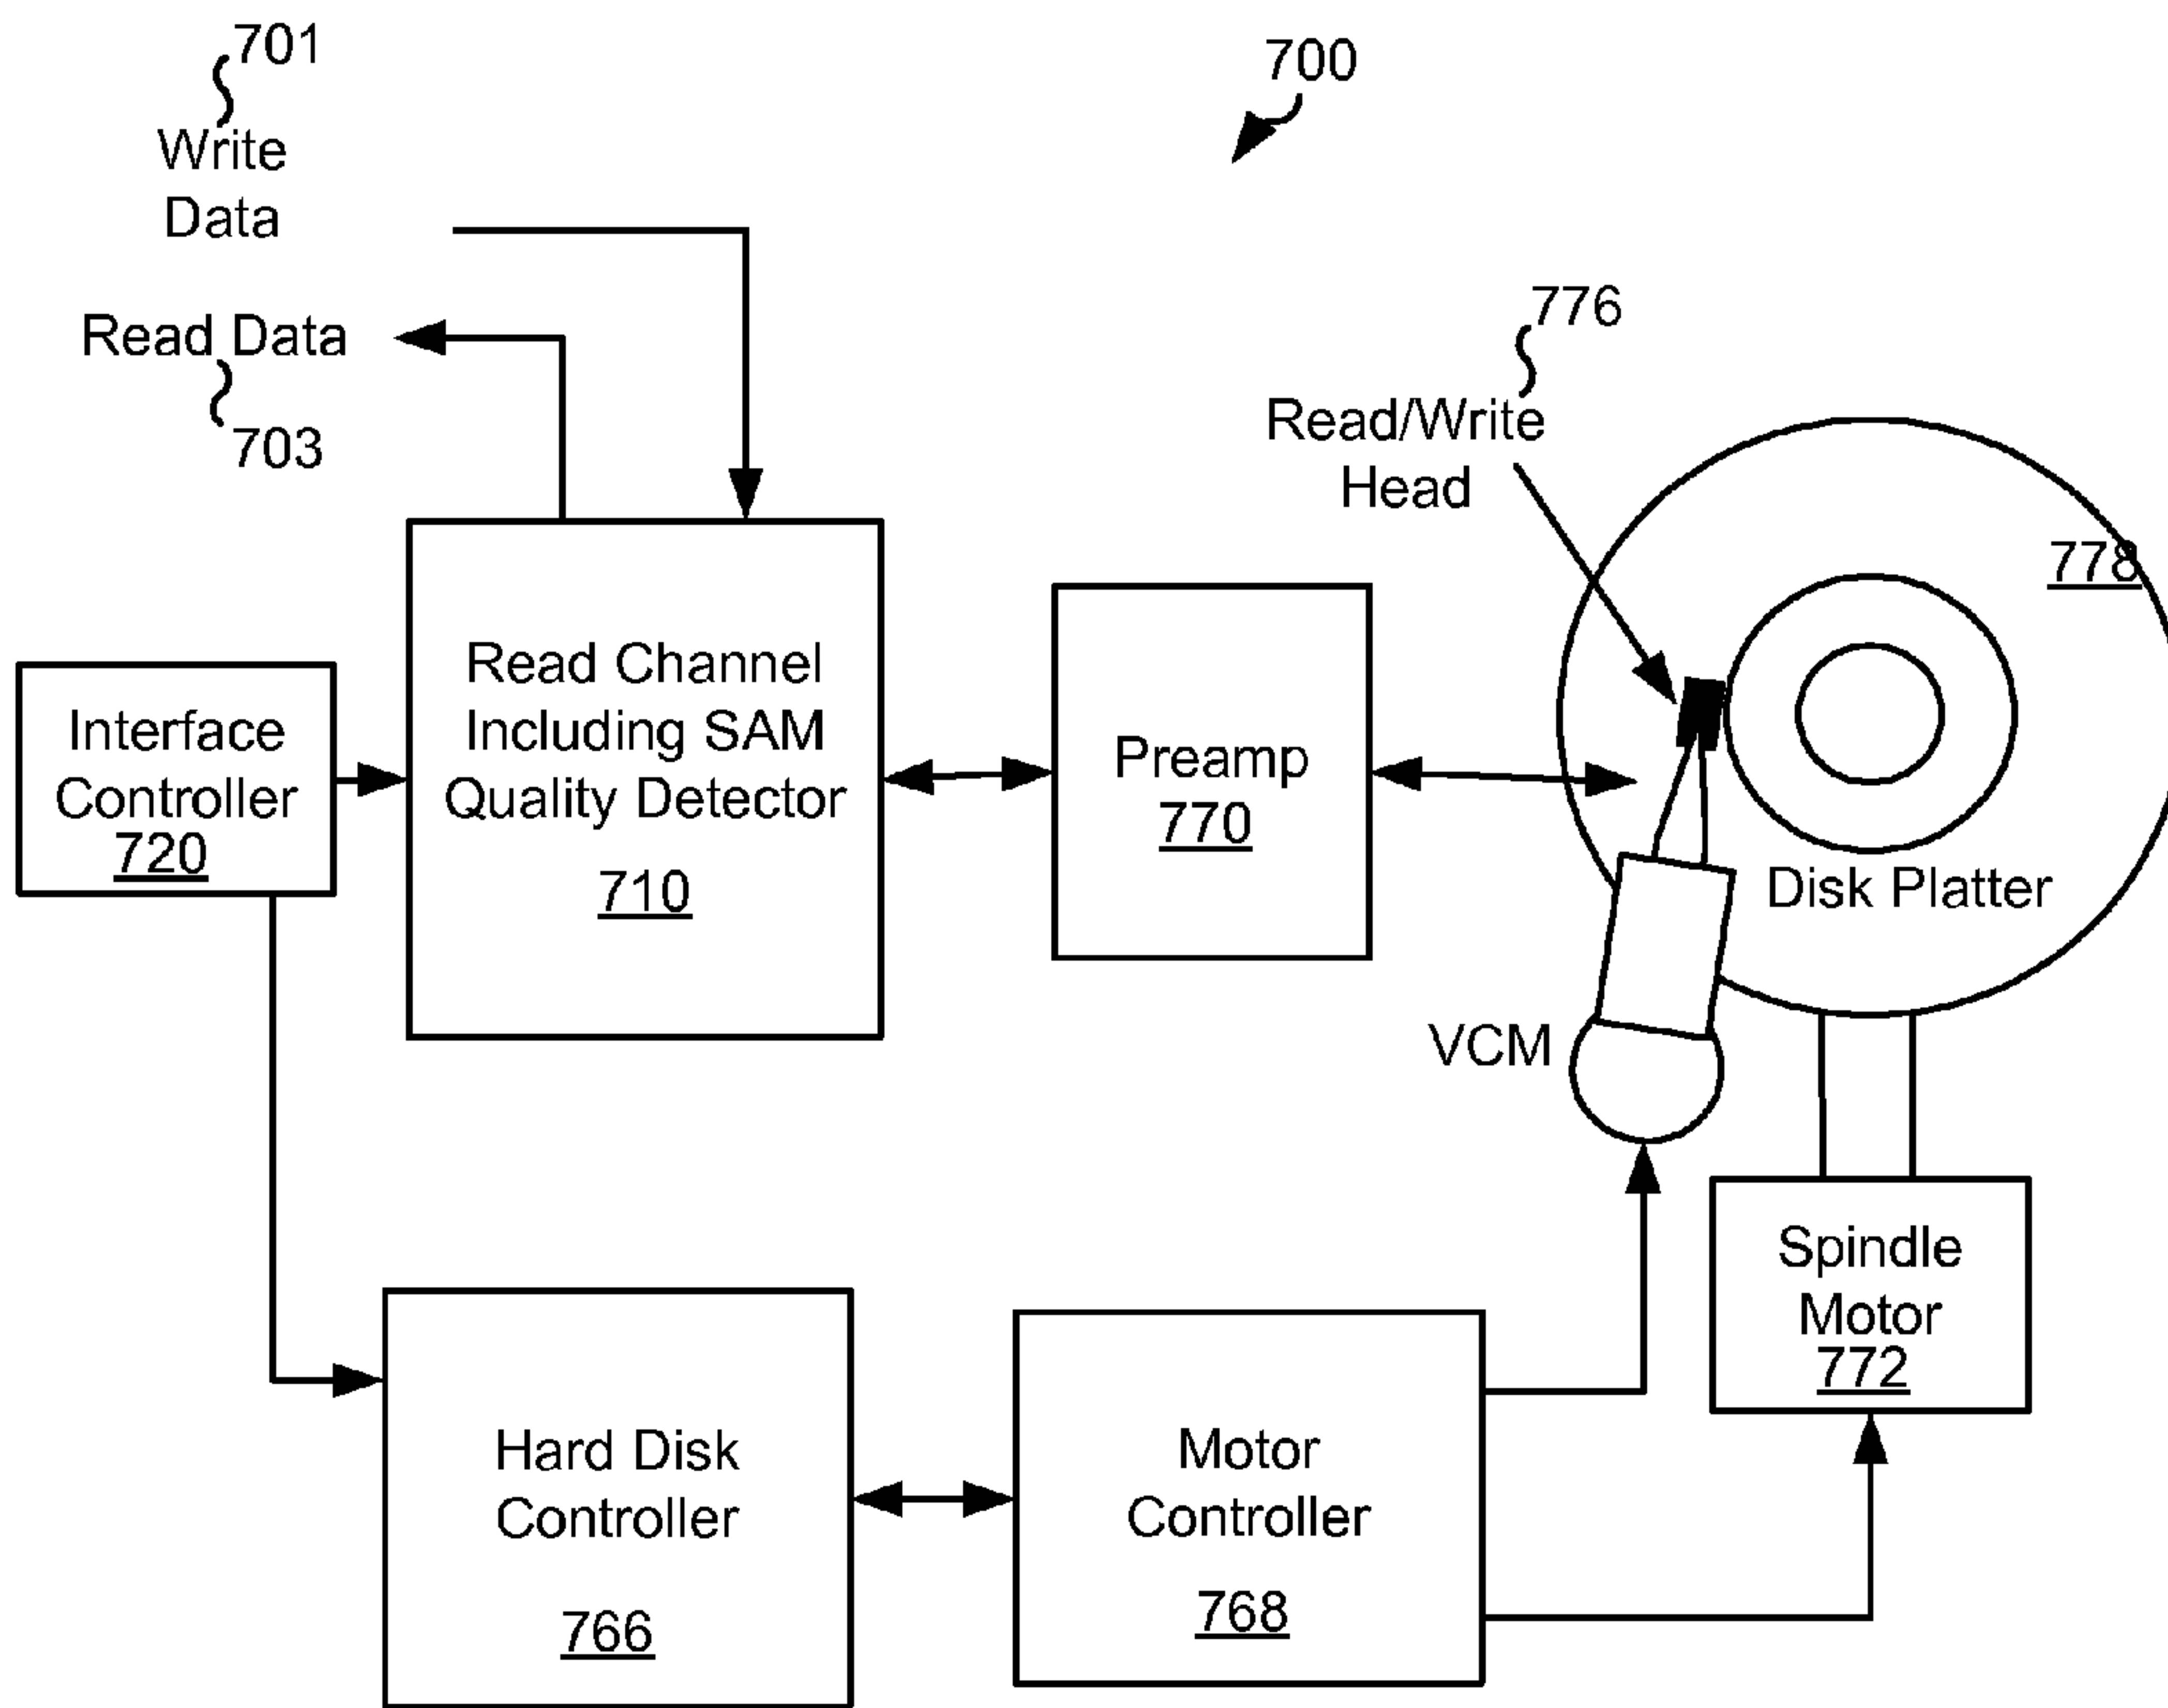 701
Write
Data
Read Data
703
700
776
Read/Write
Head
778
Disk Platter
Interface
Controller
720
Read Channel
Including SAM
Quality Detector
710
Preamp
770
VCM
Spindle
Motor
772
Hard Disk
Controller
766
Motor
Controller
768